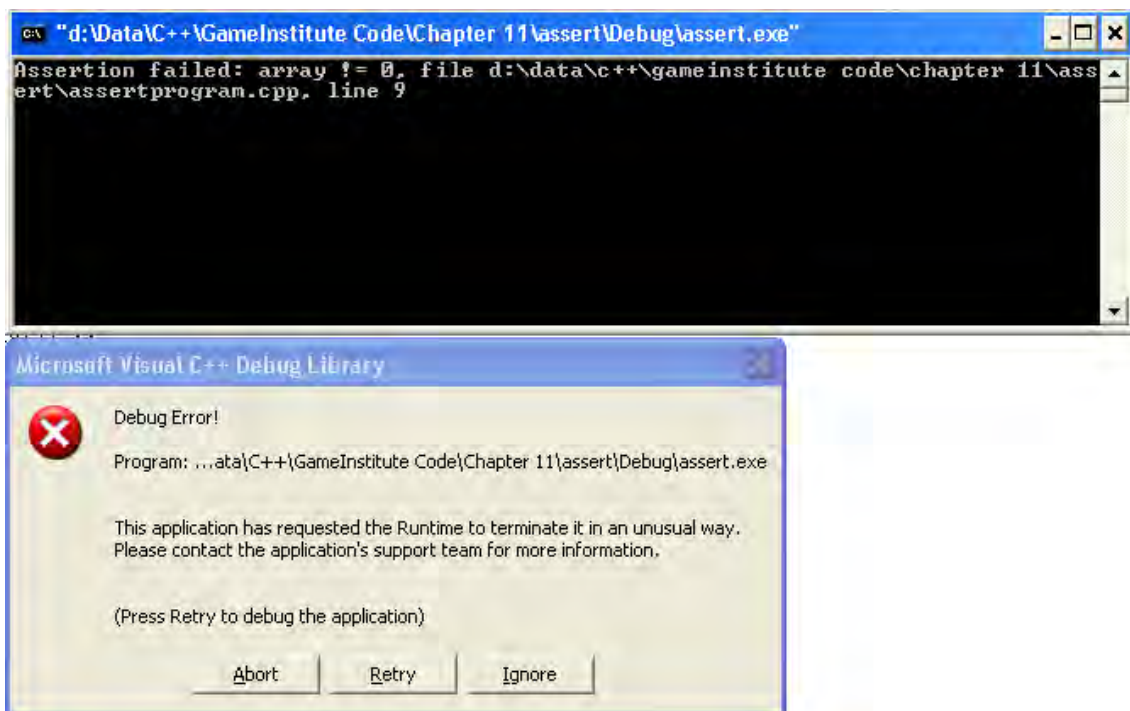 "d:\Data\C++\GameInstitute Code\Chapter 11\assert\Debug\assert.exe"
Assertion failed: array != 0, file d:\data\c++\gameinstitute code\chapter 11\ass
ert\assertprogram.cpp, line 9
Microsoft Visual C++ Debug Library
Debug Error!
Program: ...ata\C++\GameInstitute Code\Chapter 11\assert\Debug\assert.exe
This application has requested the Runtime to terminate it in an unusual way.
Please contact the application's support team for more information.
(Press Retry to debug the application)
Abort Retry Ignore